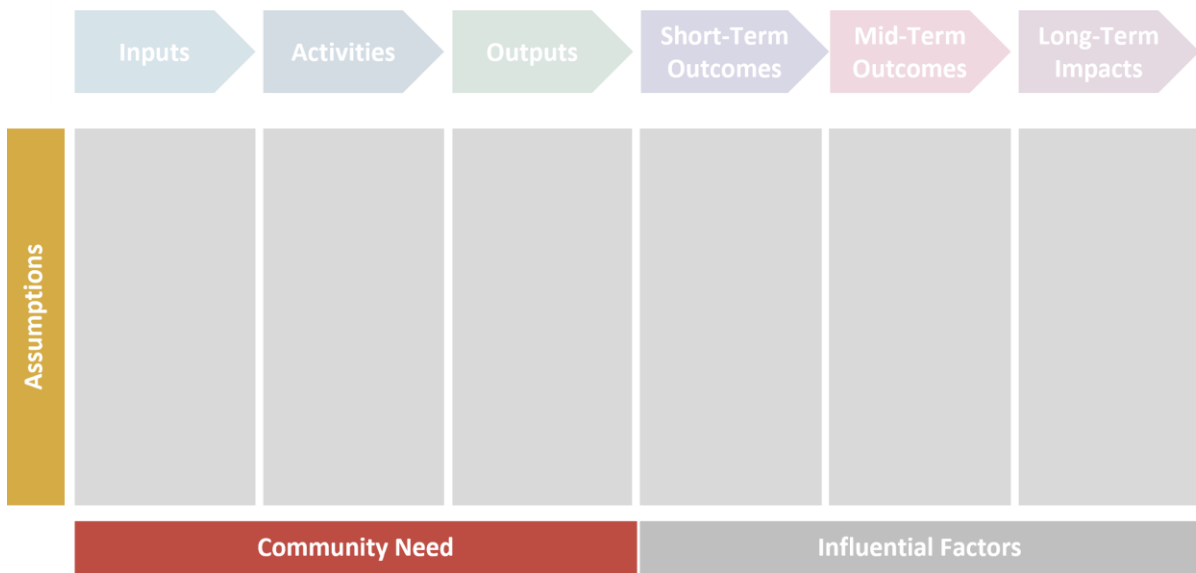 Inputs
Activities
Outputs
Short-Term
Outcomes
Mid-Term
Outcomes
Long-Term
Impacts
Assumptions
Community Need
Influential Factors